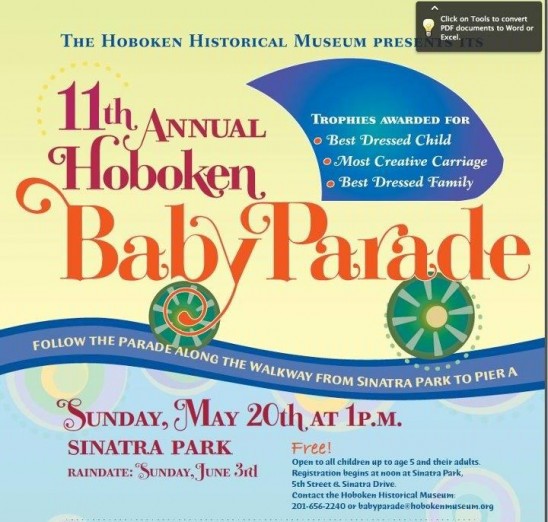 Click on Tools to convert
PDF documents to Word or
Excel.
THE HOBOKEN HISTORICAL MUSEUM PRESENTS ITS
11th ANNUAL
Hoboken
Baby Parade
TROPHIES AWARDED FOR
• Best Dressed Child
• Most Creative Carriage
• Best Dressed Family
FOLLOW THE PARADE ALONG THE WALKWAY FROM SINATRA PARK TO PIER A
SUNDAY, MAY 20th, AT 1P.M.
SINATRA PARK
RAINDATE: SUNDAY, JUNE 3rd
Free!
Open to all children up to age 5 and their adults.
Registration begins at noon at Sinatra Park,
5th Street & Sinatra Drive.
Contact the Hoboken Historical Museum:
201-656-2240 or babyparade@hobokenmuseum.org